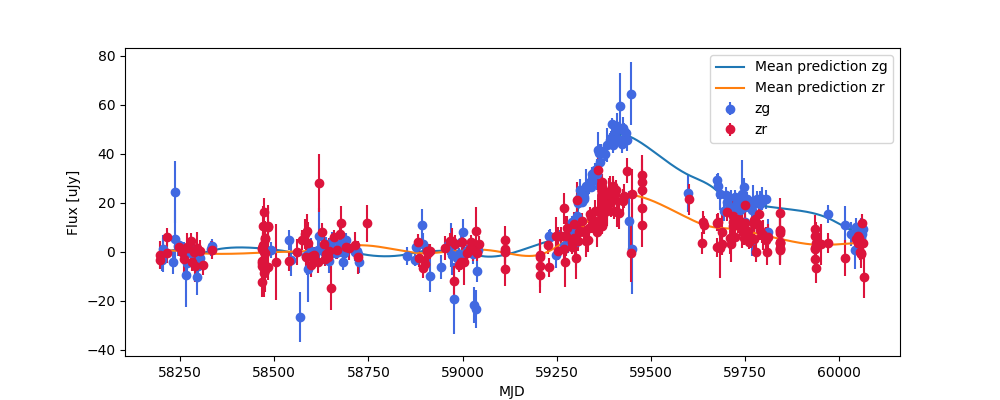 80
60
40
20
0
−20
−40
Flux [uJy]
58250
58500
58750
59000
59250
59500
59750
60000
MJD
Mean prediction zg
Mean prediction zr
zg
zr